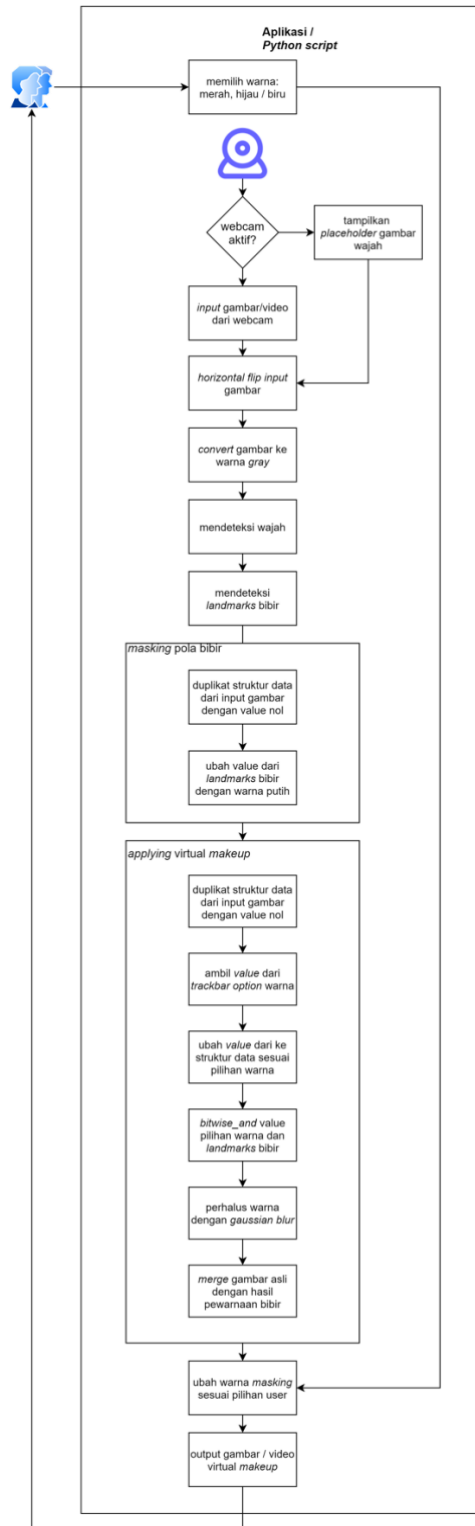 Aplikasi /
Python script
memilih warna:
merah, hijau / biru
webcam
aktif?
tampilkan
placeholder gambar
wajah
input gambar/video
dari webcam
horizontal flip input
gambar
convert gambar ke
warna gray
mendeteksi wajah
mendeteksi
landmarks bibir
masking pola bibir
duplikat struktur data
dari input gambar
dengan value nol
ubah value dari
landmarks bibir
dengan warna putih
applying virtual makeup
duplikat struktur data
dari input gambar
dengan value nol
ambil value dari
trackbar option warna
ubah value dari ke
struktur data sesuai
pilihan warna
bitwise_and value
pilihan warna dan
landmarks bibir
perhalus warna
dengan gaussian blur
merge gambar asli
dengan hasil
pewarnaan bibir
ubah warna masking
sesuai pilihan user
output gambar / video
virtual makeup